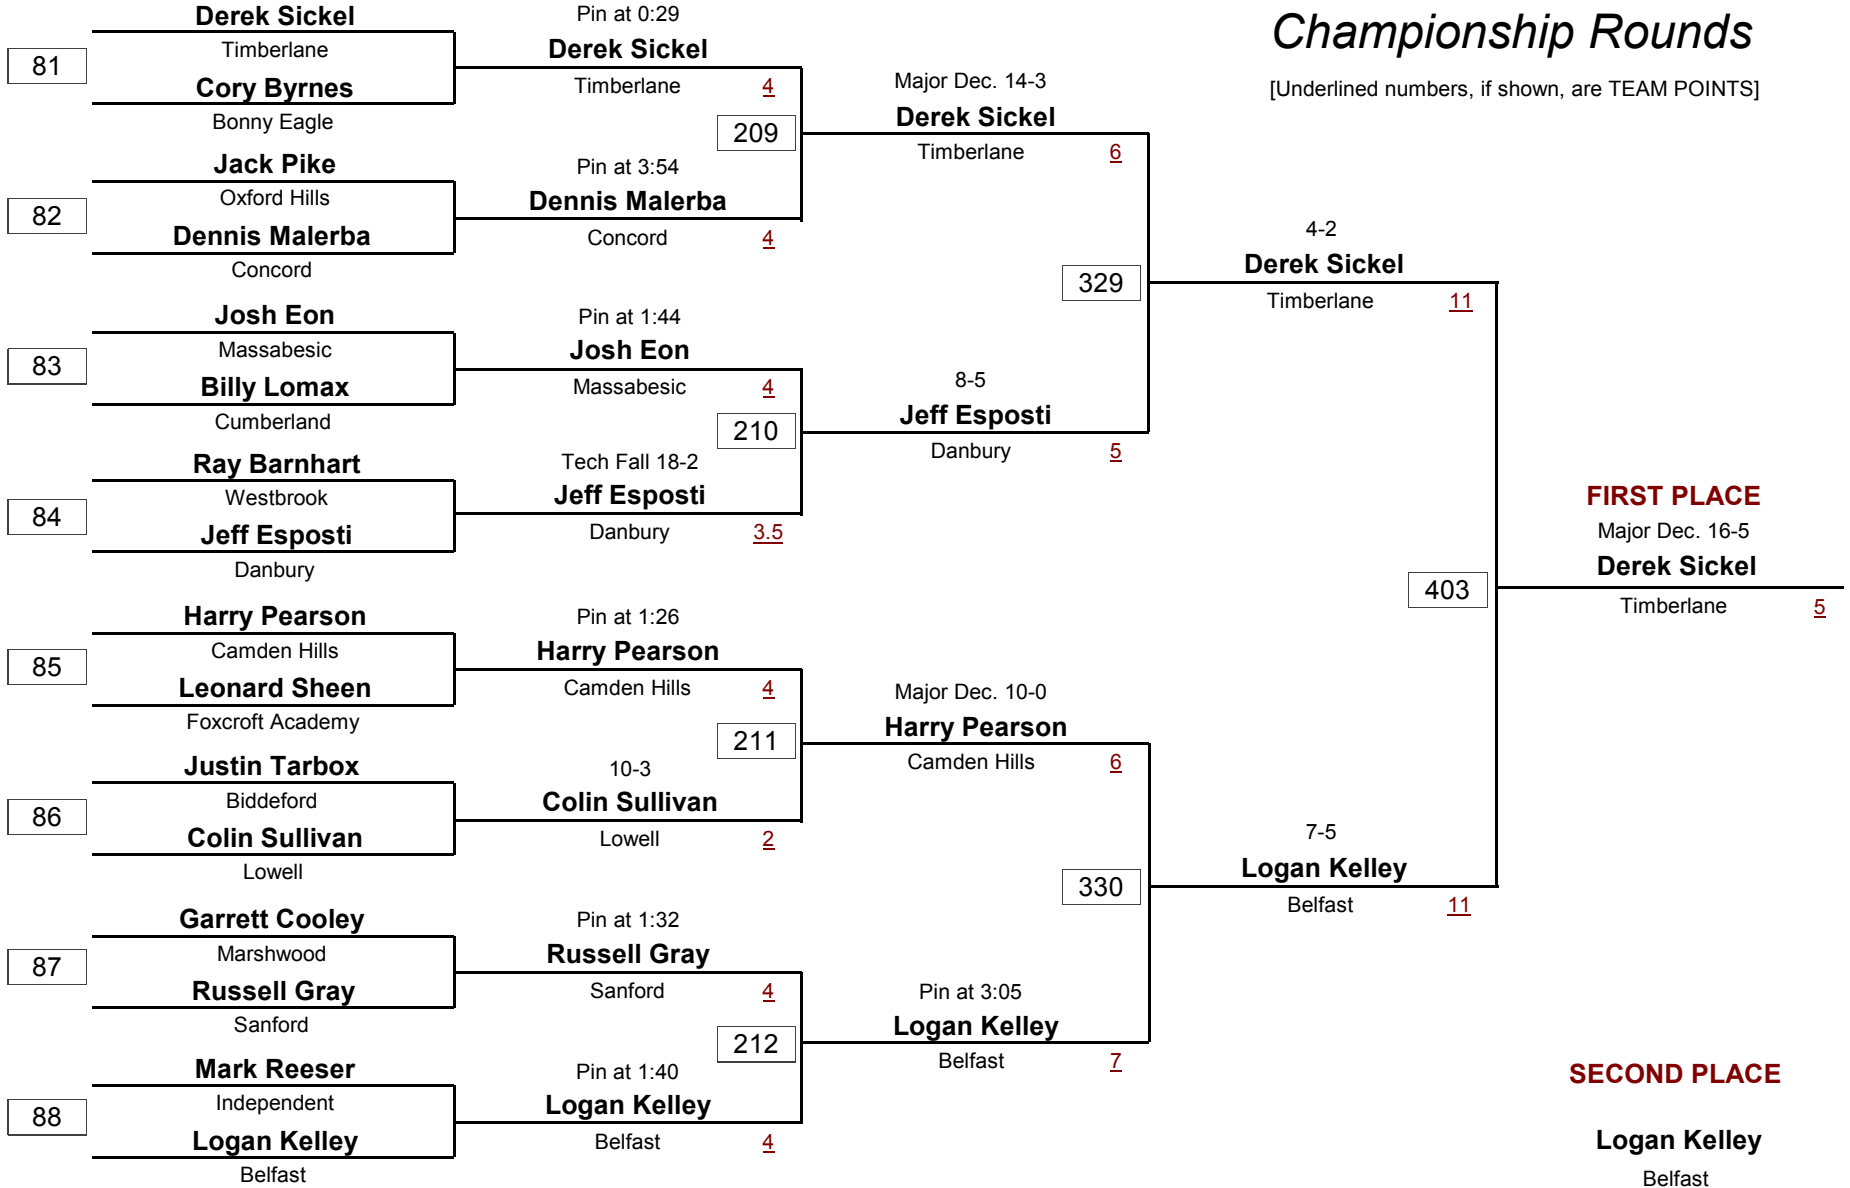 Championship Rounds
[Underlined numbers, if shown, are TEAM POINTS]
Derek Sickel
Timberlane
81
Cory Byrnes
Bonny Eagle
Jack Pike
Oxford Hills
82
Dennis Malerba
Concord
Josh Eon
Massabesic
83
Billy Lomax
Cumberland
Ray Barnhart
Westbrook
84
Jeff Esposti
Danbury
Harry Pearson
Camden Hills
85
Leonard Sheen
Foxcroft Academy
Justin Tarbox
Biddeford
86
Colin Sullivan
Lowell
Garrett Cooley
Marshwood
87
Russell Gray
Sanford
Mark Reeser
Independent
88
Logan Kelley
Belfast
Pin at 0:29
Derek Sickel
Timberlane 4
209
Pin at 3:54
Dennis Malerba
Concord 4
Pin at 1:44
Josh Eon
Massabesic 4
210
Tech Fall 18-2
Jeff Esposti
Danbury 3.5
Pin at 1:26
Harry Pearson
Camden Hills 4
211
10-3
Colin Sullivan
Lowell 2
Pin at 1:32
Russell Gray
Sanford 4
212
Pin at 1:40
Logan Kelley
Belfast 4
Major Dec. 14-3
Derek Sickel
Timberlane 6
329
8-5
Jeff Esposti
Danbury 5
Major Dec. 10-0
Harry Pearson
Camden Hills 6
330
Pin at 3:05
Logan Kelley
Belfast 7
4-2
Derek Sickel
Timberlane 11
403
7-5
Logan Kelley
Belfast 11
FIRST PLACE
Major Dec. 16-5
Derek Sickel
Timberlane 5
SECOND PLACE
Logan Kelley
Belfast